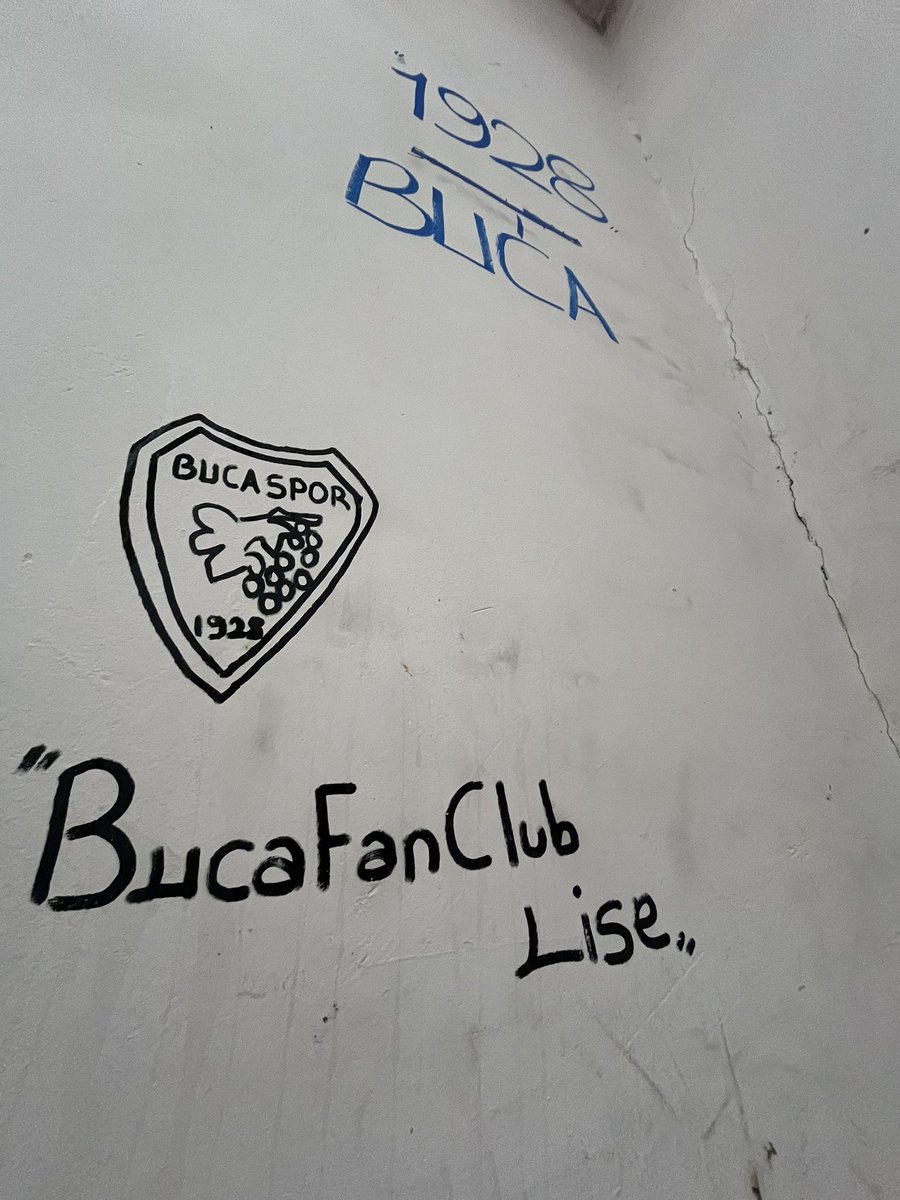 "1928"
BUCA
BUCASPOR
1928
"BucaFanClub
Lise"